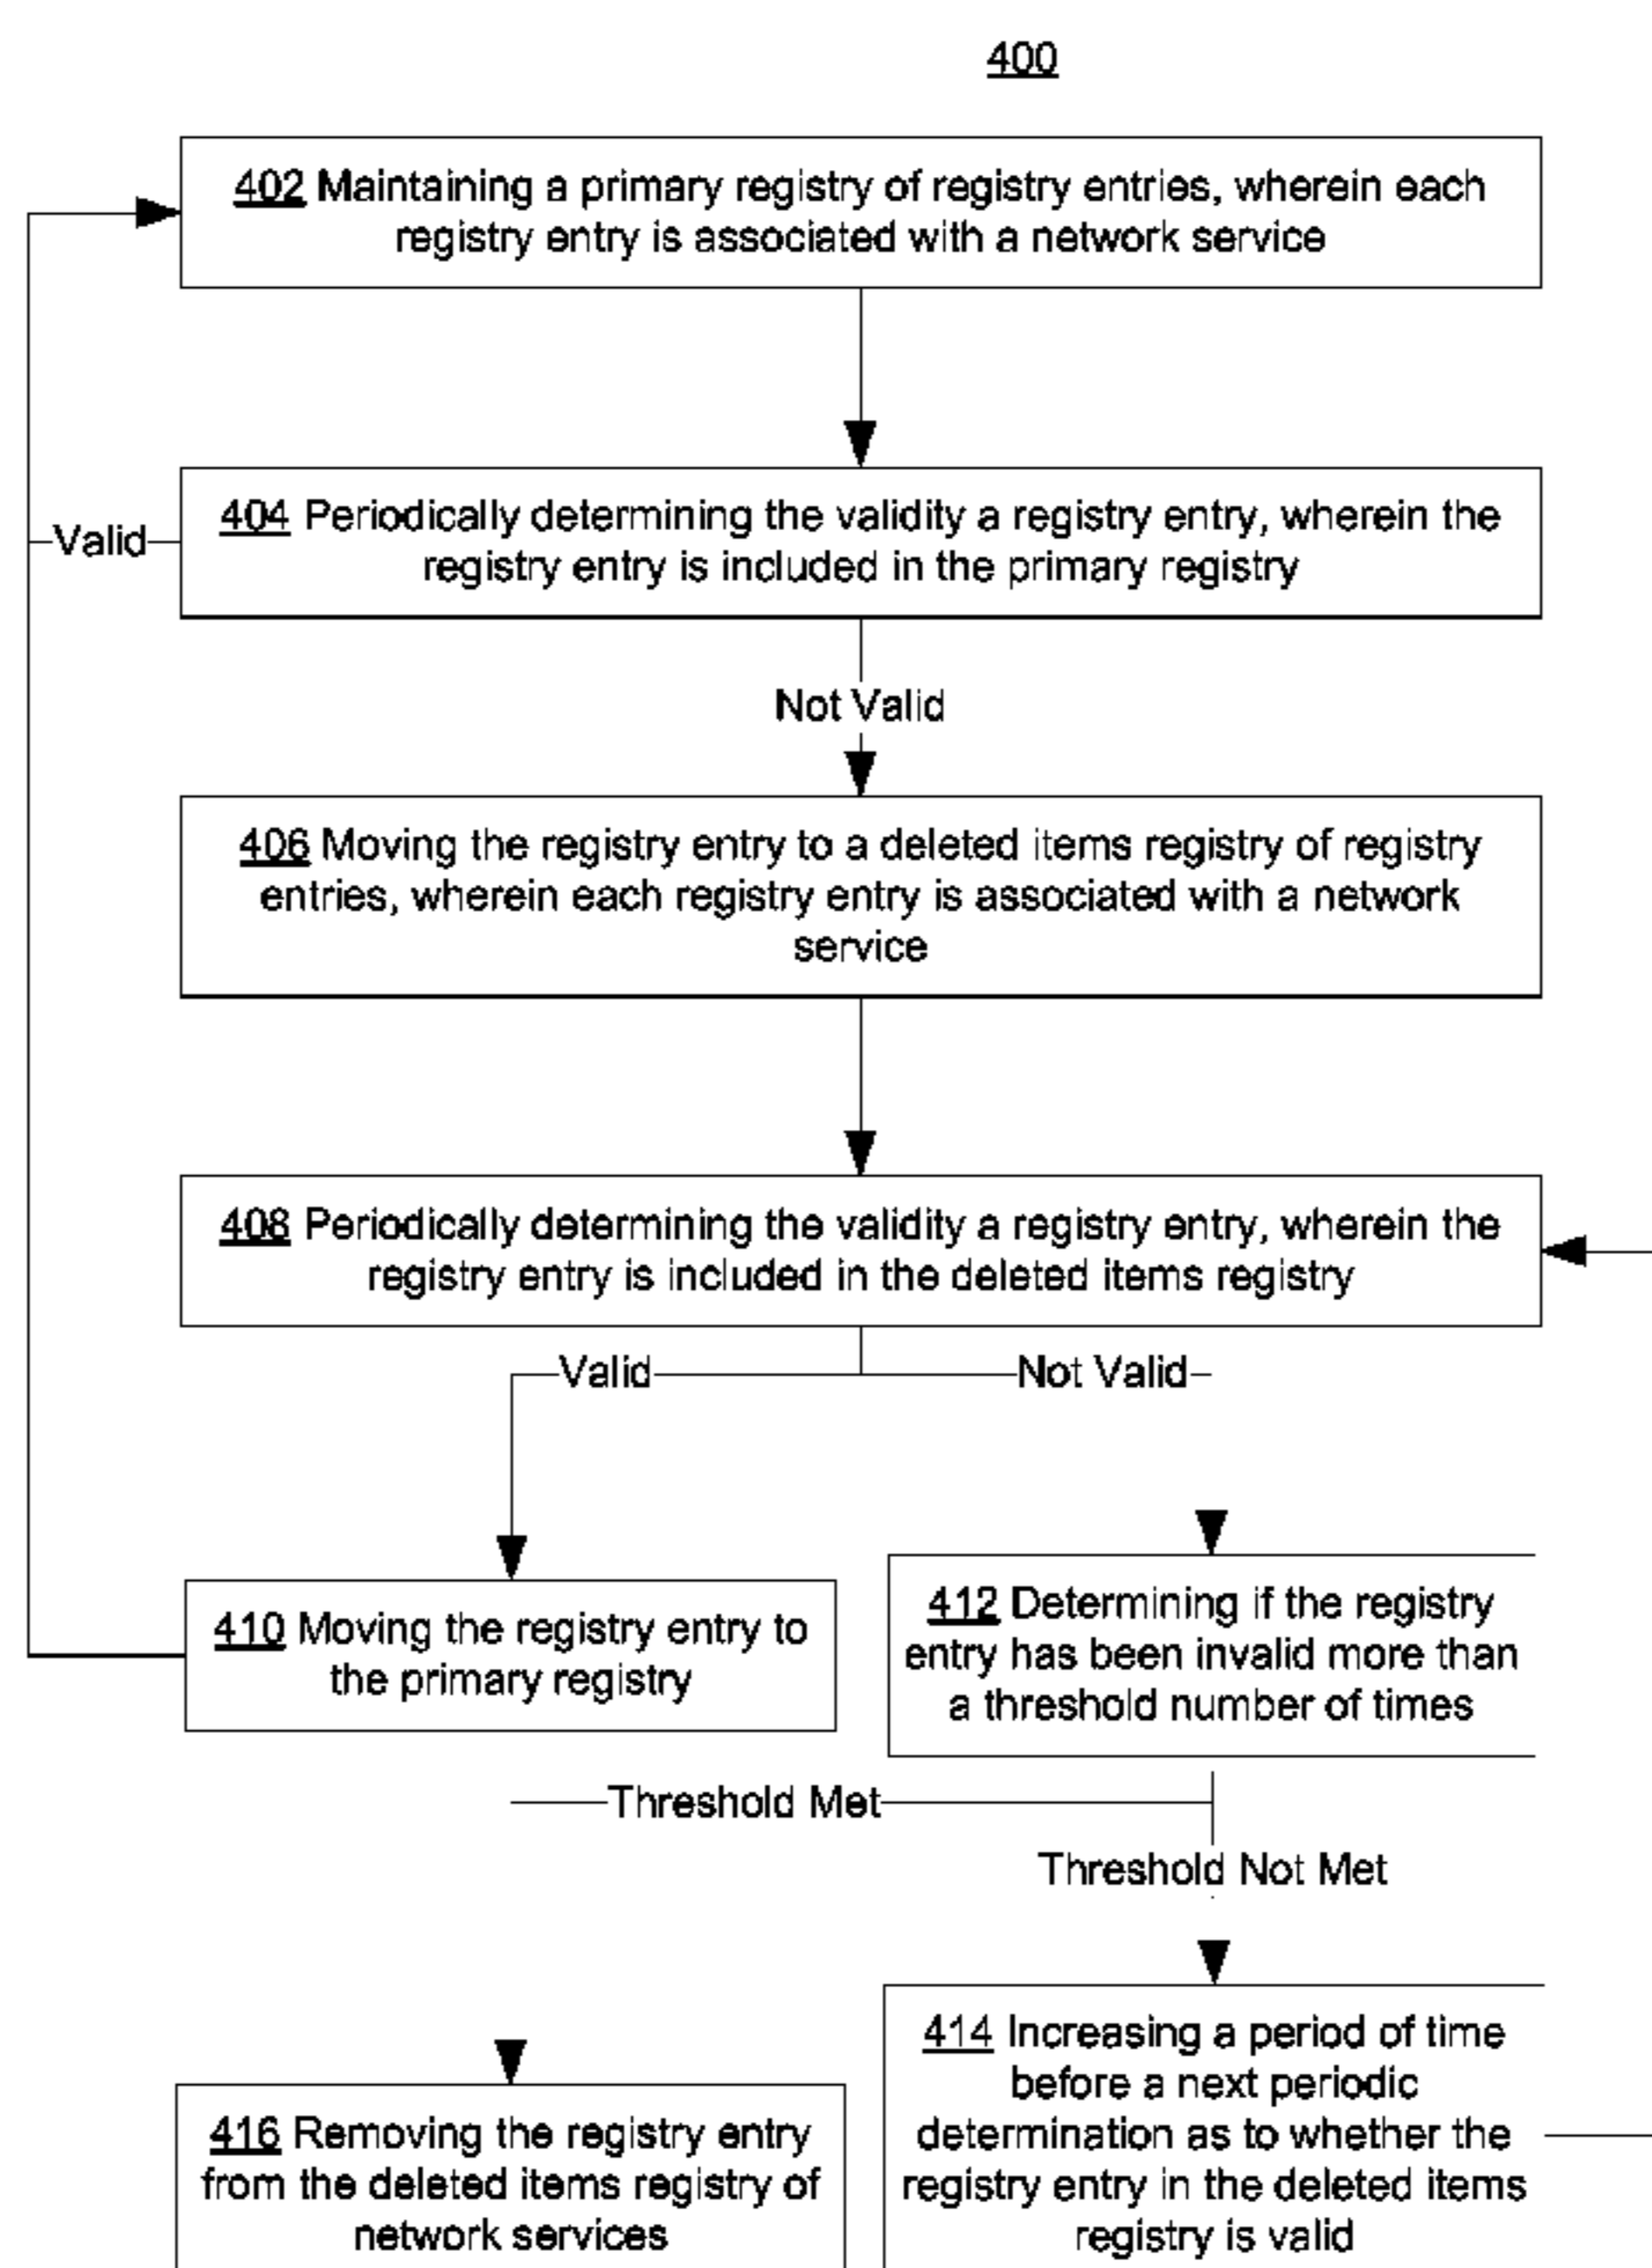 400
402 Maintaining a primary registry of registry entries, wherein each
registry entry is associated with a network service
404 Periodically determining the validity a registry entry, wherein the
registry entry is included in the primary registry
Valid
Not Valid
406 Moving the registry entry to a deleted items registry of registry
entries, wherein each registry entry is associated with a network
service
408 Periodically determining the validity a registry entry, wherein the
registry entry is included in the deleted items registry
Valid
Not Valid
410 Moving the registry entry to
the primary registry
412 Determining if the registry
entry has been invalid more than
a threshold number of times
Threshold Met
Threshold Not Met
414 Increasing a period of time
before a next periodic
determination as to whether the
registry entry in the deleted items
registry is valid
416 Removing the registry entry
from the deleted items registry of
network services